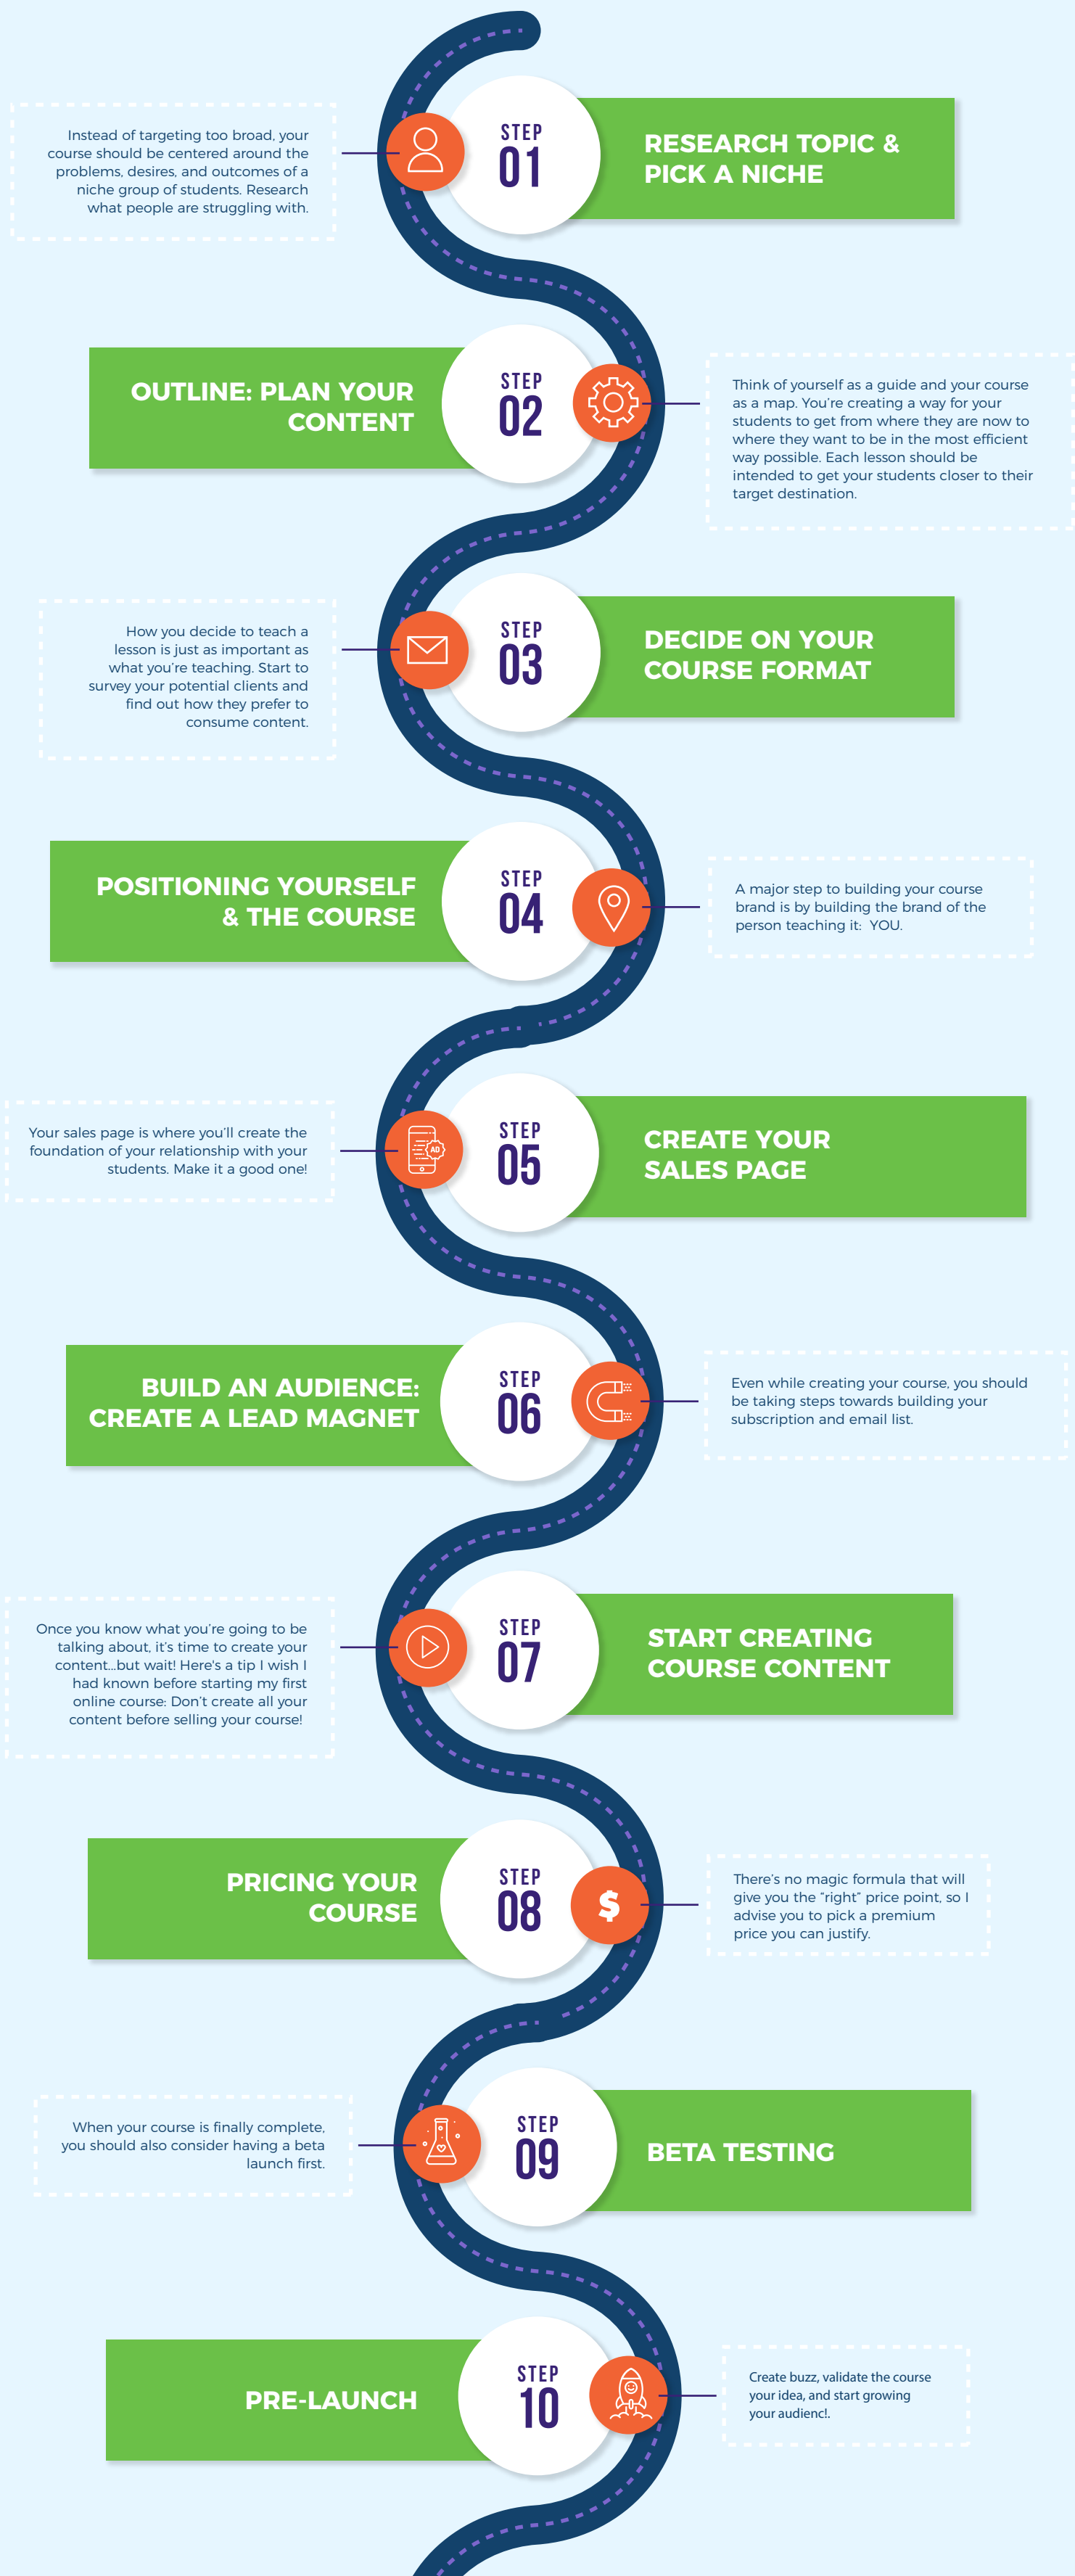 Instead of targeting too broad, your
course should be centered around the
problems, desires, and outcomes of a
niche group of students. Research
what people are struggling with.
STEP
01
RESEARCH TOPIC &
PICK A NICHE
OUTLINE: PLAN YOUR
CONTENT
STEP
02
Think of yourself as a guide and your course
as a map. You’re creating a way for your
students to get from where they are now to
where they want to be in the most efficient
way possible. Each lesson should be
intended to get your students closer to their
target destination.
How you decide to teach a
lesson is just as important as
what you’re teaching. Start to
survey your potential clients and
find out how they prefer to
consume content.
STEP
03
DECIDE ON YOUR
COURSE FORMAT
POSITIONING YOURSELF
& THE COURSE
STEP
04
A major step to building your course
brand is by building the brand of the
person teaching it:  YOU.
Your sales page is where you’ll create the
foundation of your relationship with your
students. Make it a good one!
AD
STEP
05
CREATE YOUR
SALES PAGE
BUILD AN AUDIENCE:
CREATE A LEAD MAGNET
STEP
06
Even while creating your course, you should
be taking steps towards building your
subscription and email list.
Once you know what you’re going to be
talking about, it’s time to create your
content...but wait! Here's a tip I wish I
had known before starting my first
online course: Don’t create all your
content before selling your course!
STEP
07
START CREATING
COURSE CONTENT
PRICING YOUR
COURSE
STEP
08
$
There’s no magic formula that will
give you the “right” price point, so I
advise you to pick a premium
price you can justify.
When your course is finally complete,
you should also consider having a beta
launch first.
STEP
09
BETA TESTING
PRE-LAUNCH
STEP
10
Create buzz, validate the course
your idea, and start growing
your audienc!.